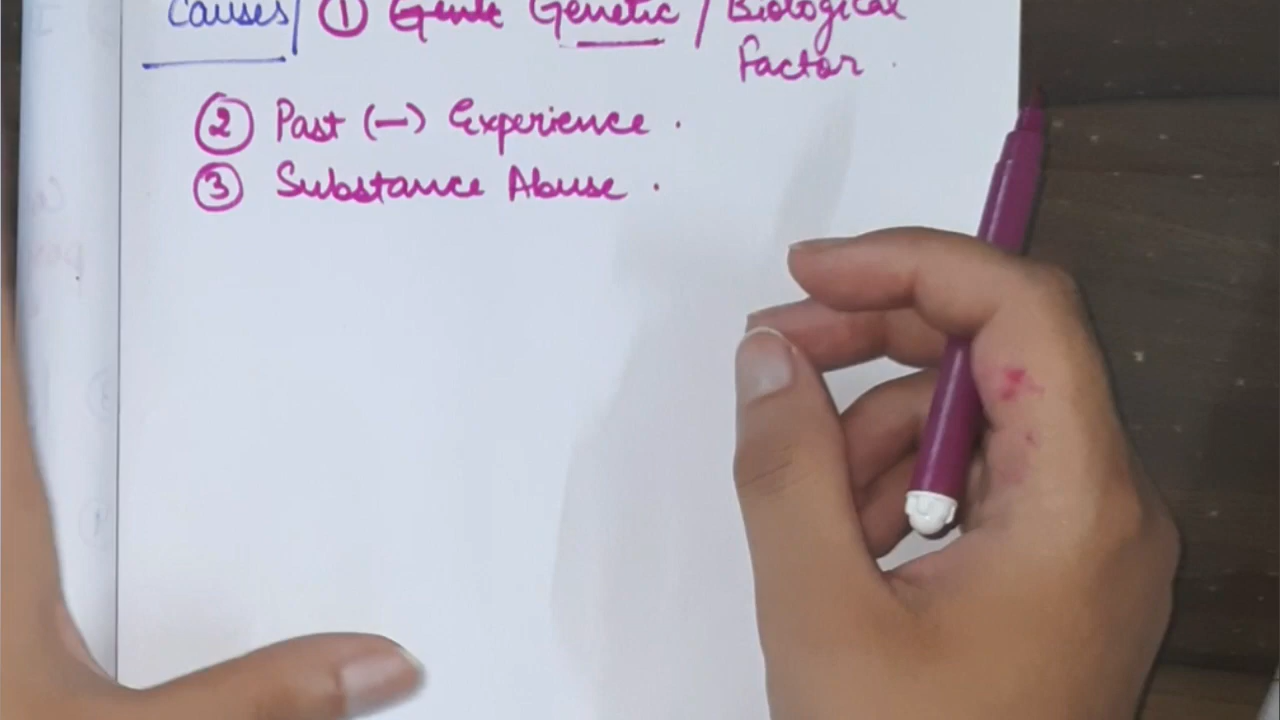 Causes/ ① Genetic / Biological
Factor.
② Past (—) Experience.
③ Substance Abuse.